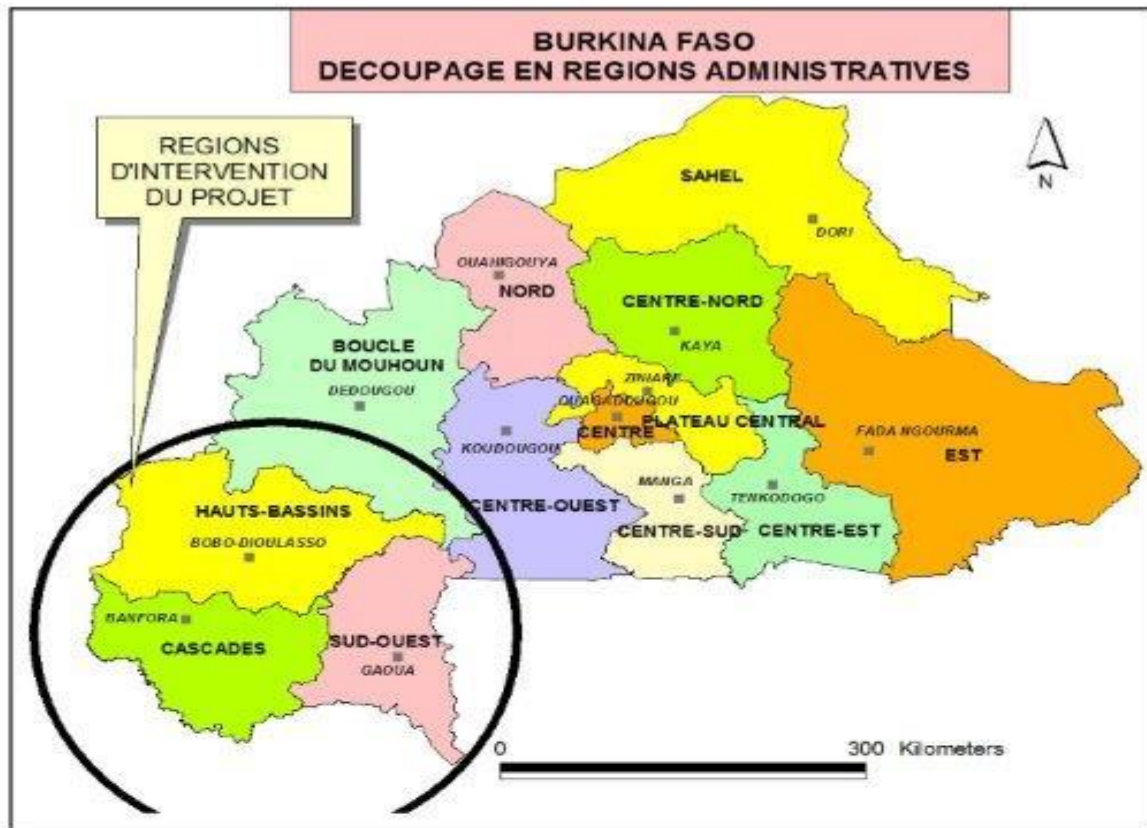 BURKINA FASO
DECOUPAGE EN REGIONS ADMINISTRATIVES
REGIONS
D'INTERVENTION
DU PROJET
N
SAHEL
DORI
OUAHIGOUYA
NORD
CENTRE-NORD
KAYA
BOUCLE
DU MOUHOUN
DEDOUGOU
ZINIARE
OUAGADOUGOU
CENTRE
PLATEAU CENTRAL
KOUDOUGOU
FADA NGOURMA
EST
MANGA
TENKODOGO
CENTRE-OUEST
CENTRE-SUD
CENTRE-EST
HAUTS-BASSINS
BOBO-DIOULASSO
BANFORA
CASCADES
SUD-OUEST
GAOUA
0 300 Kilometers